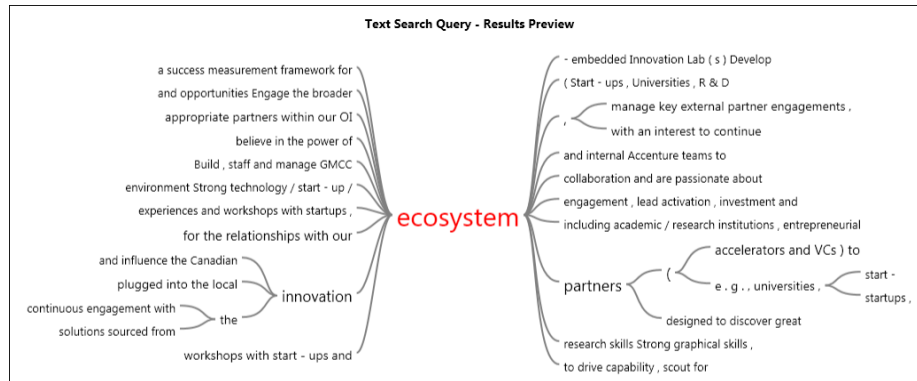 Text Search Query - Results Preview
a success measurement framework for
and opportunities Engage the broader
appropriate partners within our OI
believe in the power of
Build , staff and manage GMCC
environment Strong technology / start - up /
experiences and workshops with startups ,
for the relationships with our
and influence the Canadian
plugged into the local
continuous engagement with
solutions sourced from
the
innovation
workshops with start - ups and
ecosystem
- embedded Innovation Lab ( s ) Develop
( Start - ups , Universities , R & D
,
manage key external partner engagements ,
with an interest to continue
and internal Accenture teams to
collaboration and are passionate about
engagement , lead activation , investment and
including academic / research institutions , entrepreneurial
partners
(
accelerators and VCs ) to
e . g . , universities ,
start -
startups ,
designed to discover great
research skills Strong graphical skills ,
to drive capability , scout for